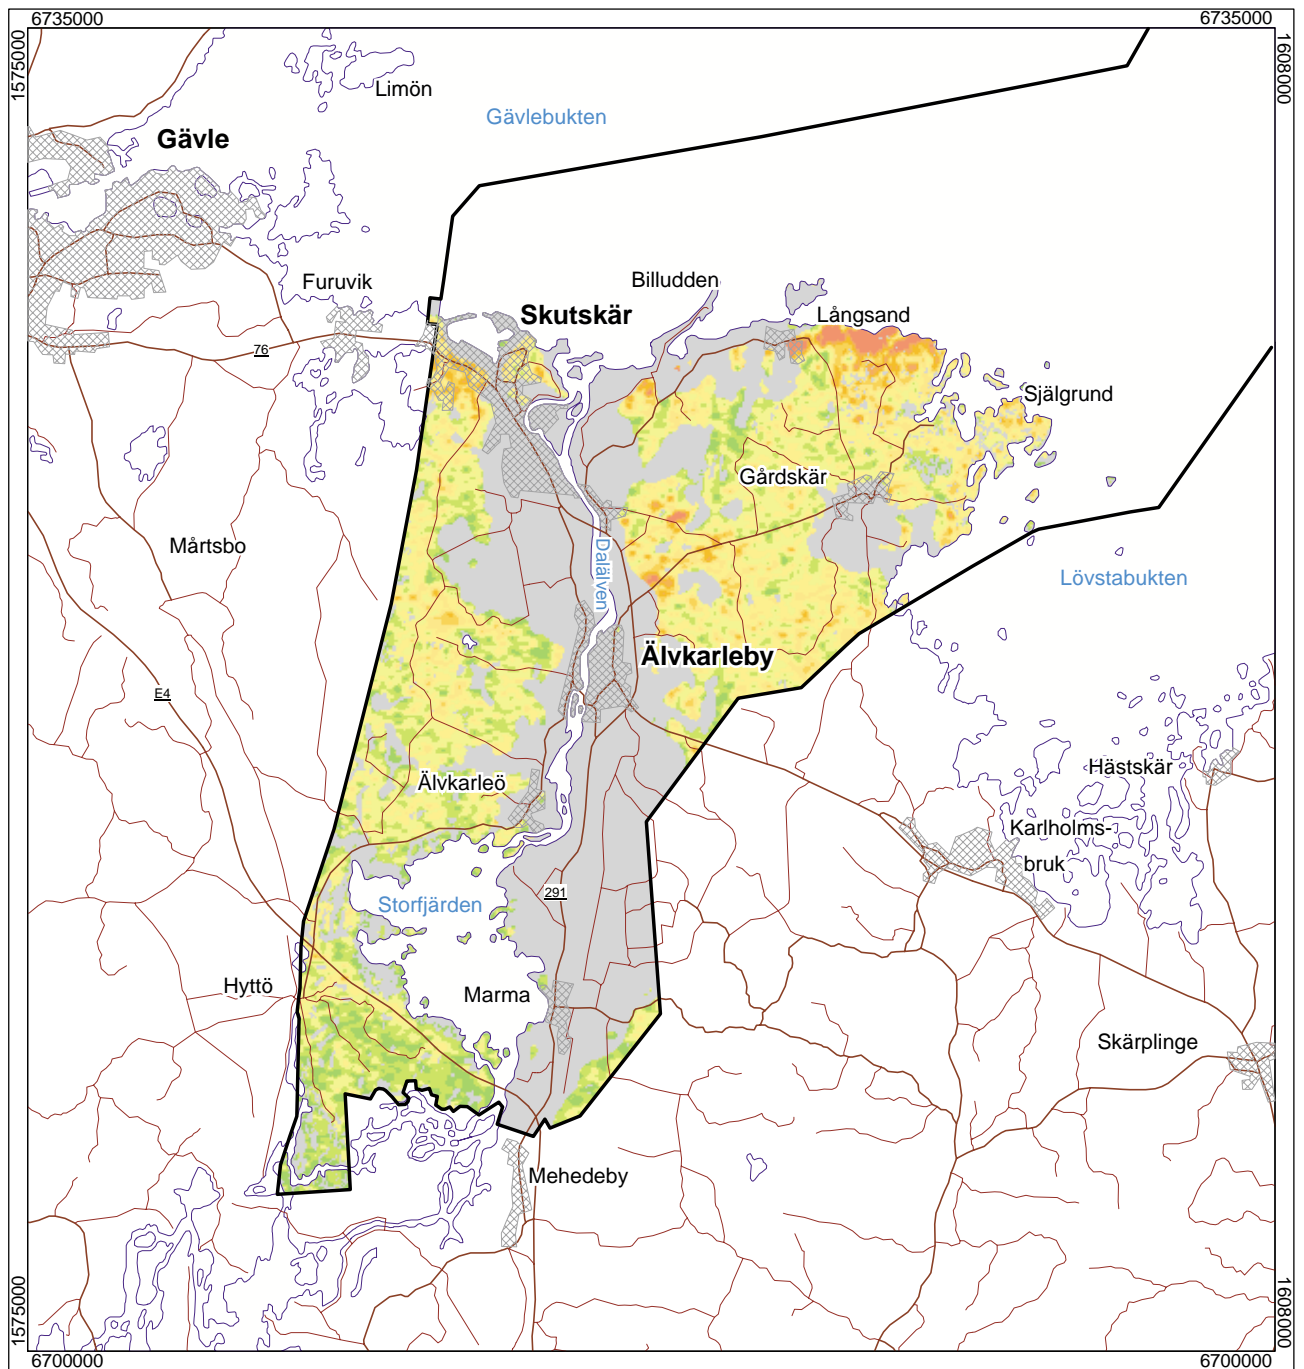 6735000
6735000
1575000
1608000
Limön
Gävlebukten
Gävle
Furuvik
Billudden
Skutskär
Långsand
76
Själgrund
Gårdskär
Mårtsbo
Dalälven
Lövstabukten
Älvkarleby
E4
Hästskär
Älvkarleö
Karlholms-
bruk
291
Storfjärden
Hyttö
Marma
Skärplinge
Mehedeby
1575000
1608000
6700000
6700000